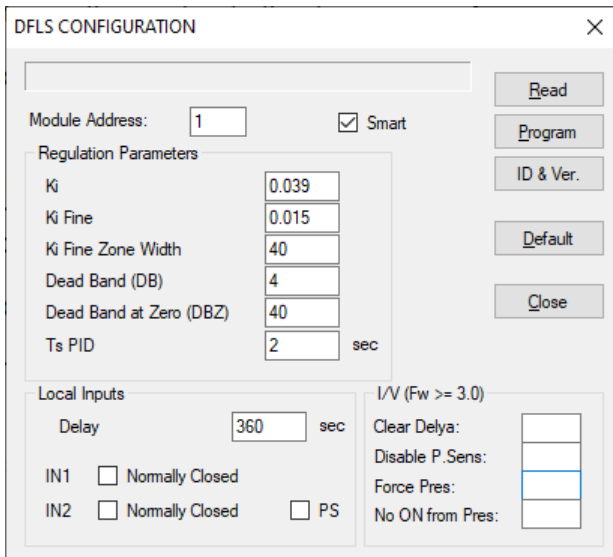 DFLS CONFIGURATION
Read
Module Address: 1 Smart
Program
Regulation Parameters
ID & Ver.
Ki 0.039
Ki Fine 0.015
Ki Fine Zone Width 40
Default
Dead Band (DB) 4
Dead Band at Zero (DBZ) 40
Close
Ts PID 2 sec
Local Inputs
Delay 360 sec
IN1 Normally Closed
IN2 Normally Closed PS
I/V (Fw >= 3.0)
Clear Delya:
Disable P.Sens:
Force Pres:
No ON from Pres: